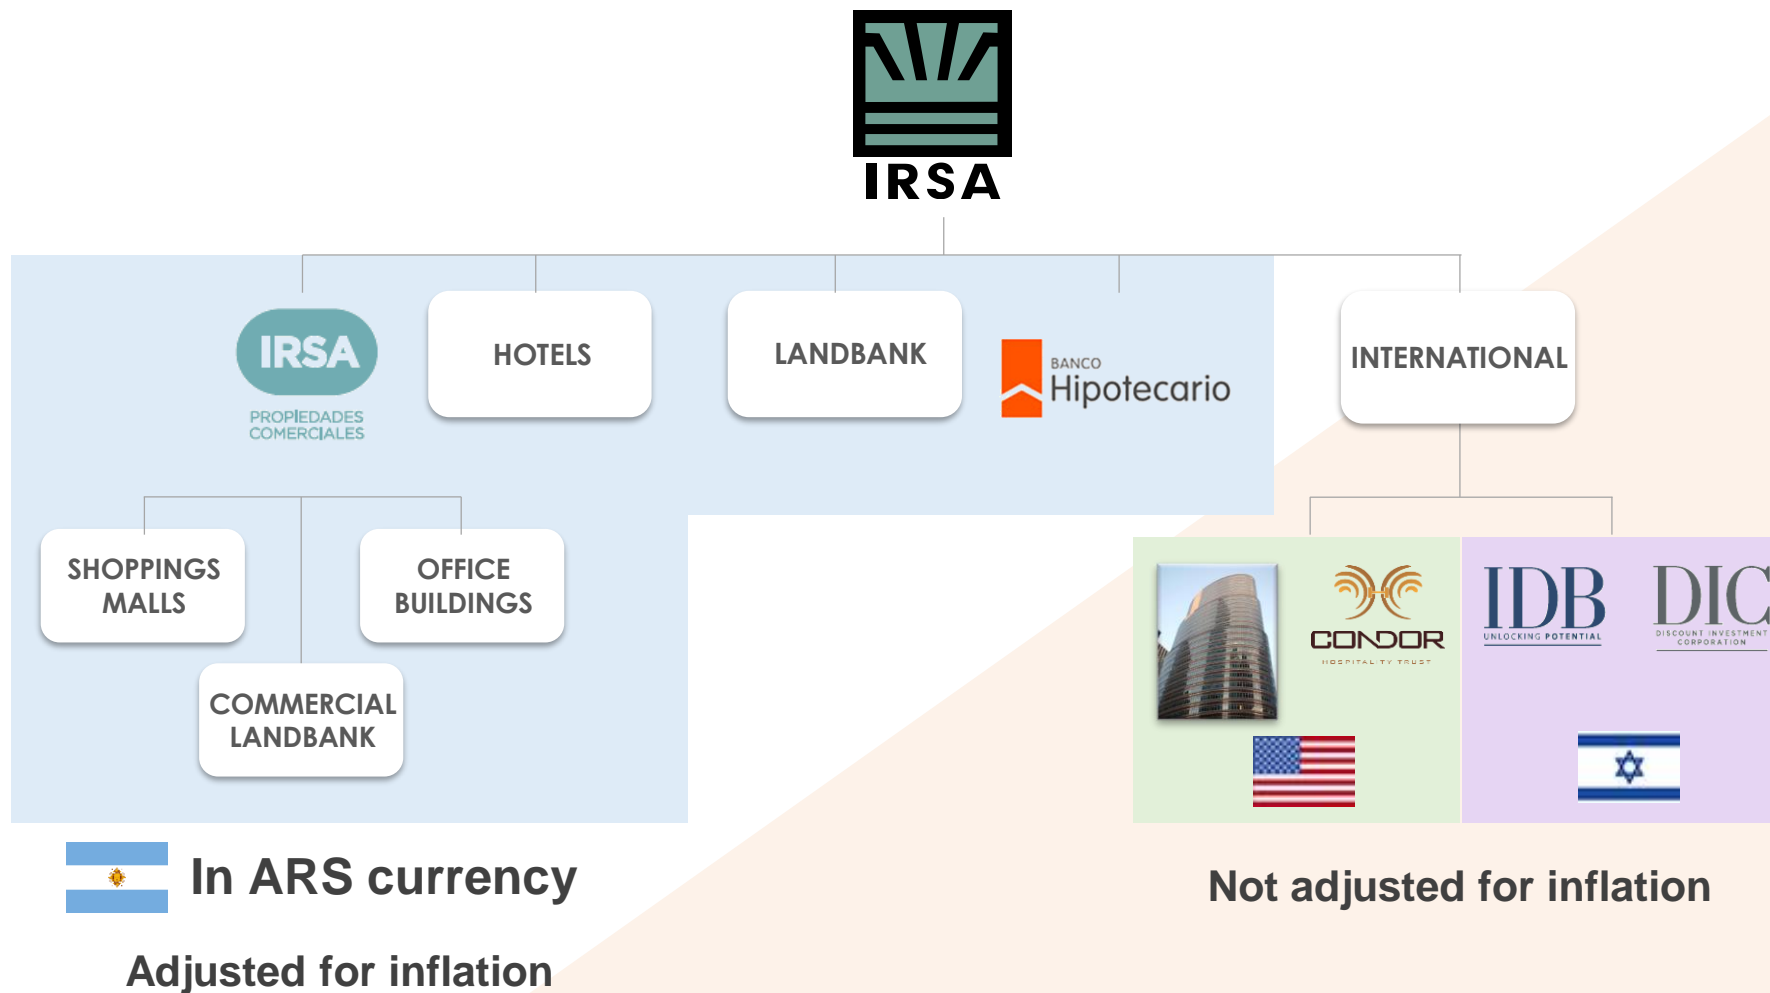 IRSA
IRSA
PROPIEDADES
COMERCIALES
HOTELS
LANDBANK
BANCO
Hipotecario
INTERNATIONAL
SHOPPINGS
MALLS
OFFICE
BUILDINGS
COMMERCIAL
LANDBANK
CONDOR
HOSPITALITY TRUST
IDB
UNLOCKING POTENTIAL
DIC
DISCOUNT INVESTMENT
CORPORATION
In ARS currency
Adjusted for inflation
Not adjusted for inflation